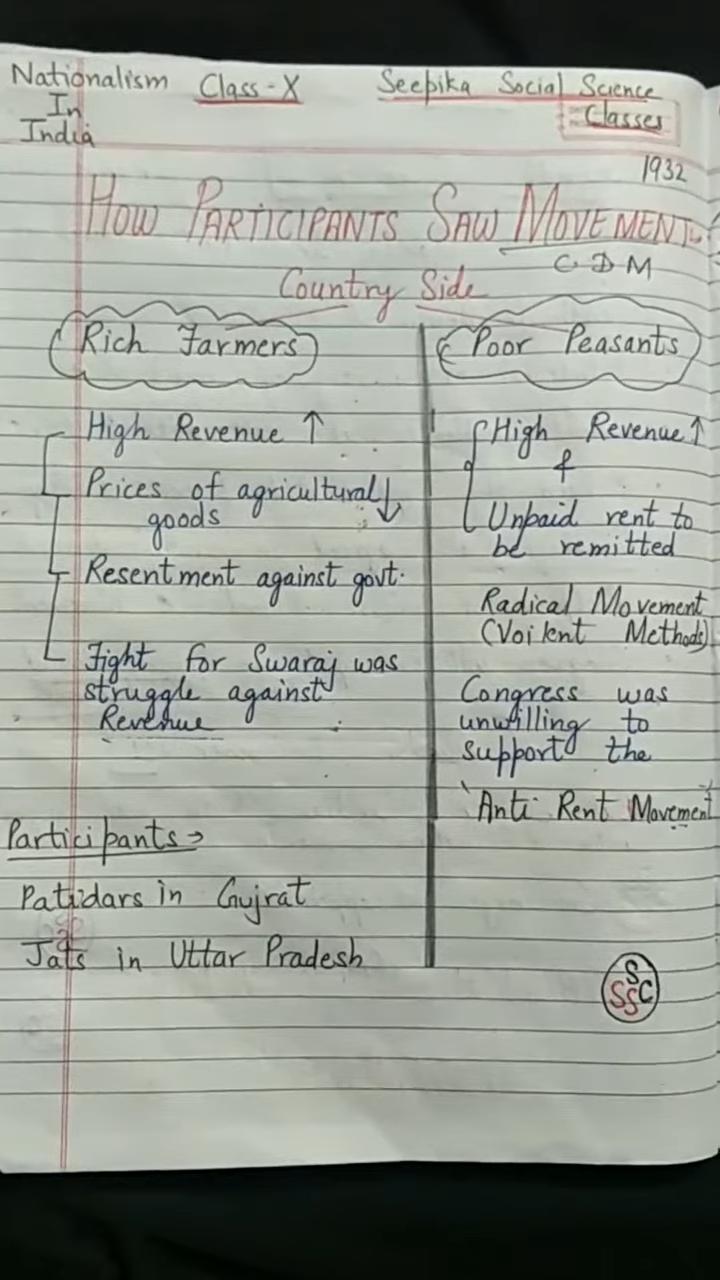 Nationalism In India
Class-X
Seepika Social Science Classes
1932
HOW PARTICIPANTS SAW MOVEMENT
CDM
Country Side
Rich Farmers
High Revenue ↑
Prices of agricultural ↓
goods
Resentment against govt.
Fight for Swaraj was
struggle against
Revenue
Participants →
Patidars in Gujrat
Jats in Uttar Pradesh
Poor Peasants
High Revenue ↑
&
Unpaid rent to
be remitted
Radical Movement
(Voilent Methods)
Congress was
unwilling to
support the
'Anti Rent Movement
SSSC